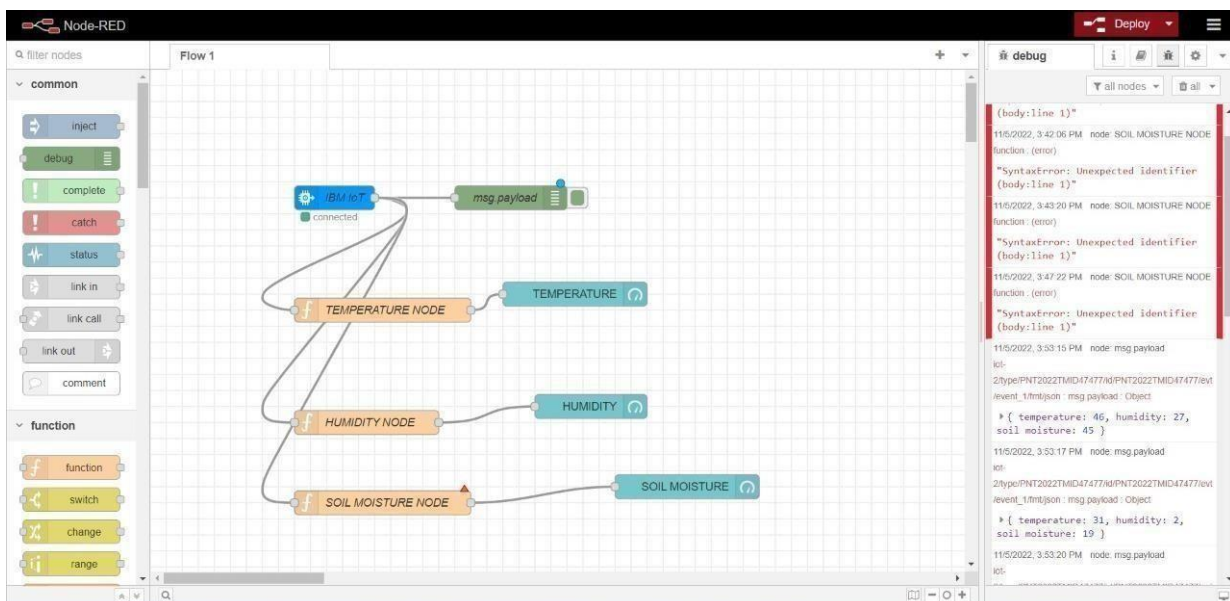 Node-RED
Deploy
filter nodes
Flow 1
debug
i
all nodes
all
common
inject
debug
complete
catch
status
link in
link call
link out
comment
function
function
switch
change
range
IBM IoT
connected
msg.payload
TEMPERATURE NODE
TEMPERATURE
HUMIDITY NODE
HUMIDITY
SOIL MOISTURE NODE
SOIL MOISTURE
(body:line 1)"
11/5/2022, 3:42:06 PM node: SOIL MOISTURE NODE
function : (error)
"SyntaxError: Unexpected identifier
(body:line 1)"
11/5/2022, 3:43:20 PM node: SOIL MOISTURE NODE
function : (error)
"SyntaxError: Unexpected identifier
(body:line 1)"
11/5/2022, 3:47:22 PM node: SOIL MOISTURE NODE
function : (error)
"SyntaxError: Unexpected identifier
(body:line 1)"
11/5/2022, 3:53:15 PM node: msg.payload
iot-
2/type/PNT2022TMID47477/id/PNT2022TMID47477/evt
/event_1/fmt/json : msg.payload : Object
{ temperature: 46, humidity: 27,
soil moisture: 45 }
11/5/2022, 3:53:17 PM node: msg.payload
iot-
2/type/PNT2022TMID47477/id/PNT2022TMID47477/evt
/event_1/fmt/json : msg.payload : Object
{ temperature: 31, humidity: 2,
soil moisture: 19 }
11/5/2022, 3:53:20 PM node: msg.payload
iot-